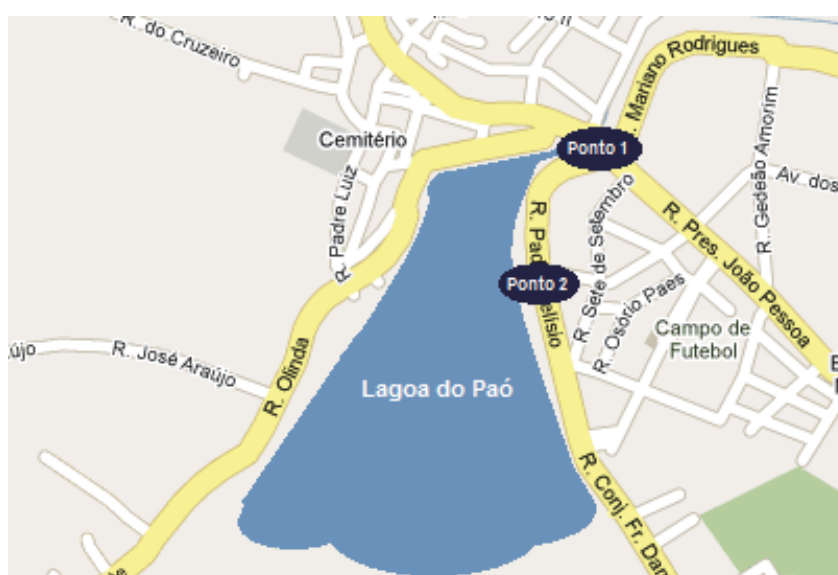 R. do Cruzeiro
Cemitério
R. Padre Luiz
Mariano Rodrigues
Ponto 1
R. Gedeão Amorim
Av. dos
R. Sete de Setembro
R. Pres. João Pessoa
Ponto 2
R. Osório Paes
Campo de
Futebol
R. José Araújo
R. Olinda
Lagoa do Paó
R. Conj. Fr. Dam